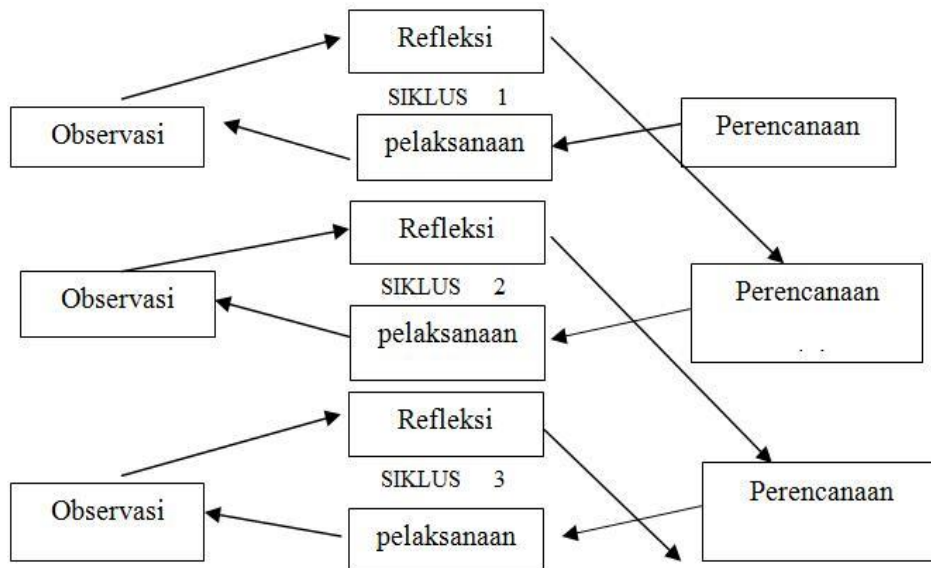 Refleksi
SIKLUS 1
Observasi
pelaksanaan
Perencanaan
Refleksi
SIKLUS 2
Observasi
pelaksanaan
Perencanaan
Refleksi
SIKLUS 3
Observasi
pelaksanaan
Perencanaan